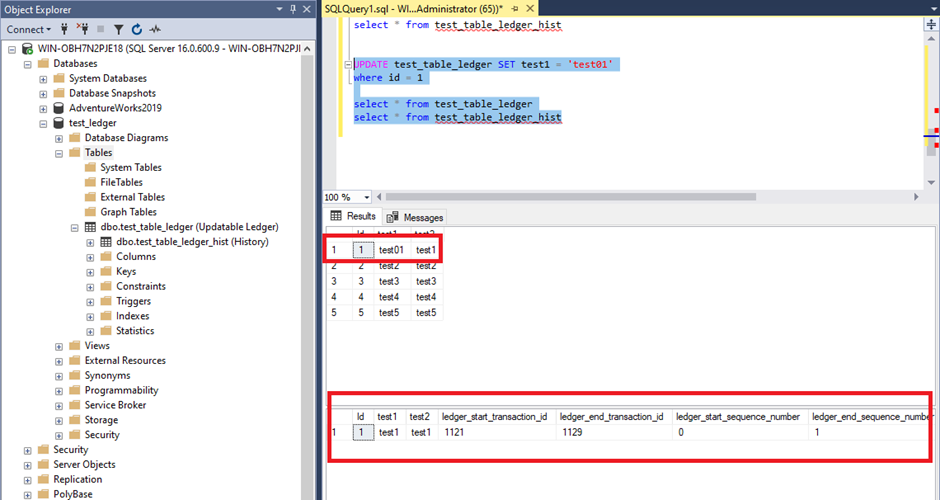 Object Explorer
Connect
WIN-OBH7N2PJE18 (SQL Server 16.0.600.9 - WIN-OBH7N2PJI
Databases
System Databases
Database Snapshots
AdventureWorks2019
test_ledger
Database Diagrams
Tables
System Tables
FileTables
External Tables
Graph Tables
dbo.test_table_ledger (Updatable Ledger)
dbo.test_table_ledger_hist (History)
Columns
Keys
Constraints
Triggers
Indexes
Statistics
Views
External Resources
Synonyms
Programmability
Service Broker
Storage
Security
Security
Server Objects
Replication
PolyBase
SQLQuery1.sql - WI...Administrator (65))*
select * from test_table_ledger_hist
UPDATE test_table_ledger SET test1 = 'test01'
where id = 1
select * from test_table_ledger
select * from test_table_ledger_hist
100 %
Results Messages
Id test1 test2
1 1 test01 test1
2 2 test2 test2
3 3 test3 test3
4 4 test4 test4
5 5 test5 test5
Id test1 test2 ledger_start_transaction_id ledger_end_transaction_id ledger_start_sequence_number ledger_end_sequence_number
1 1 test1 test1 1121 1129 0 1